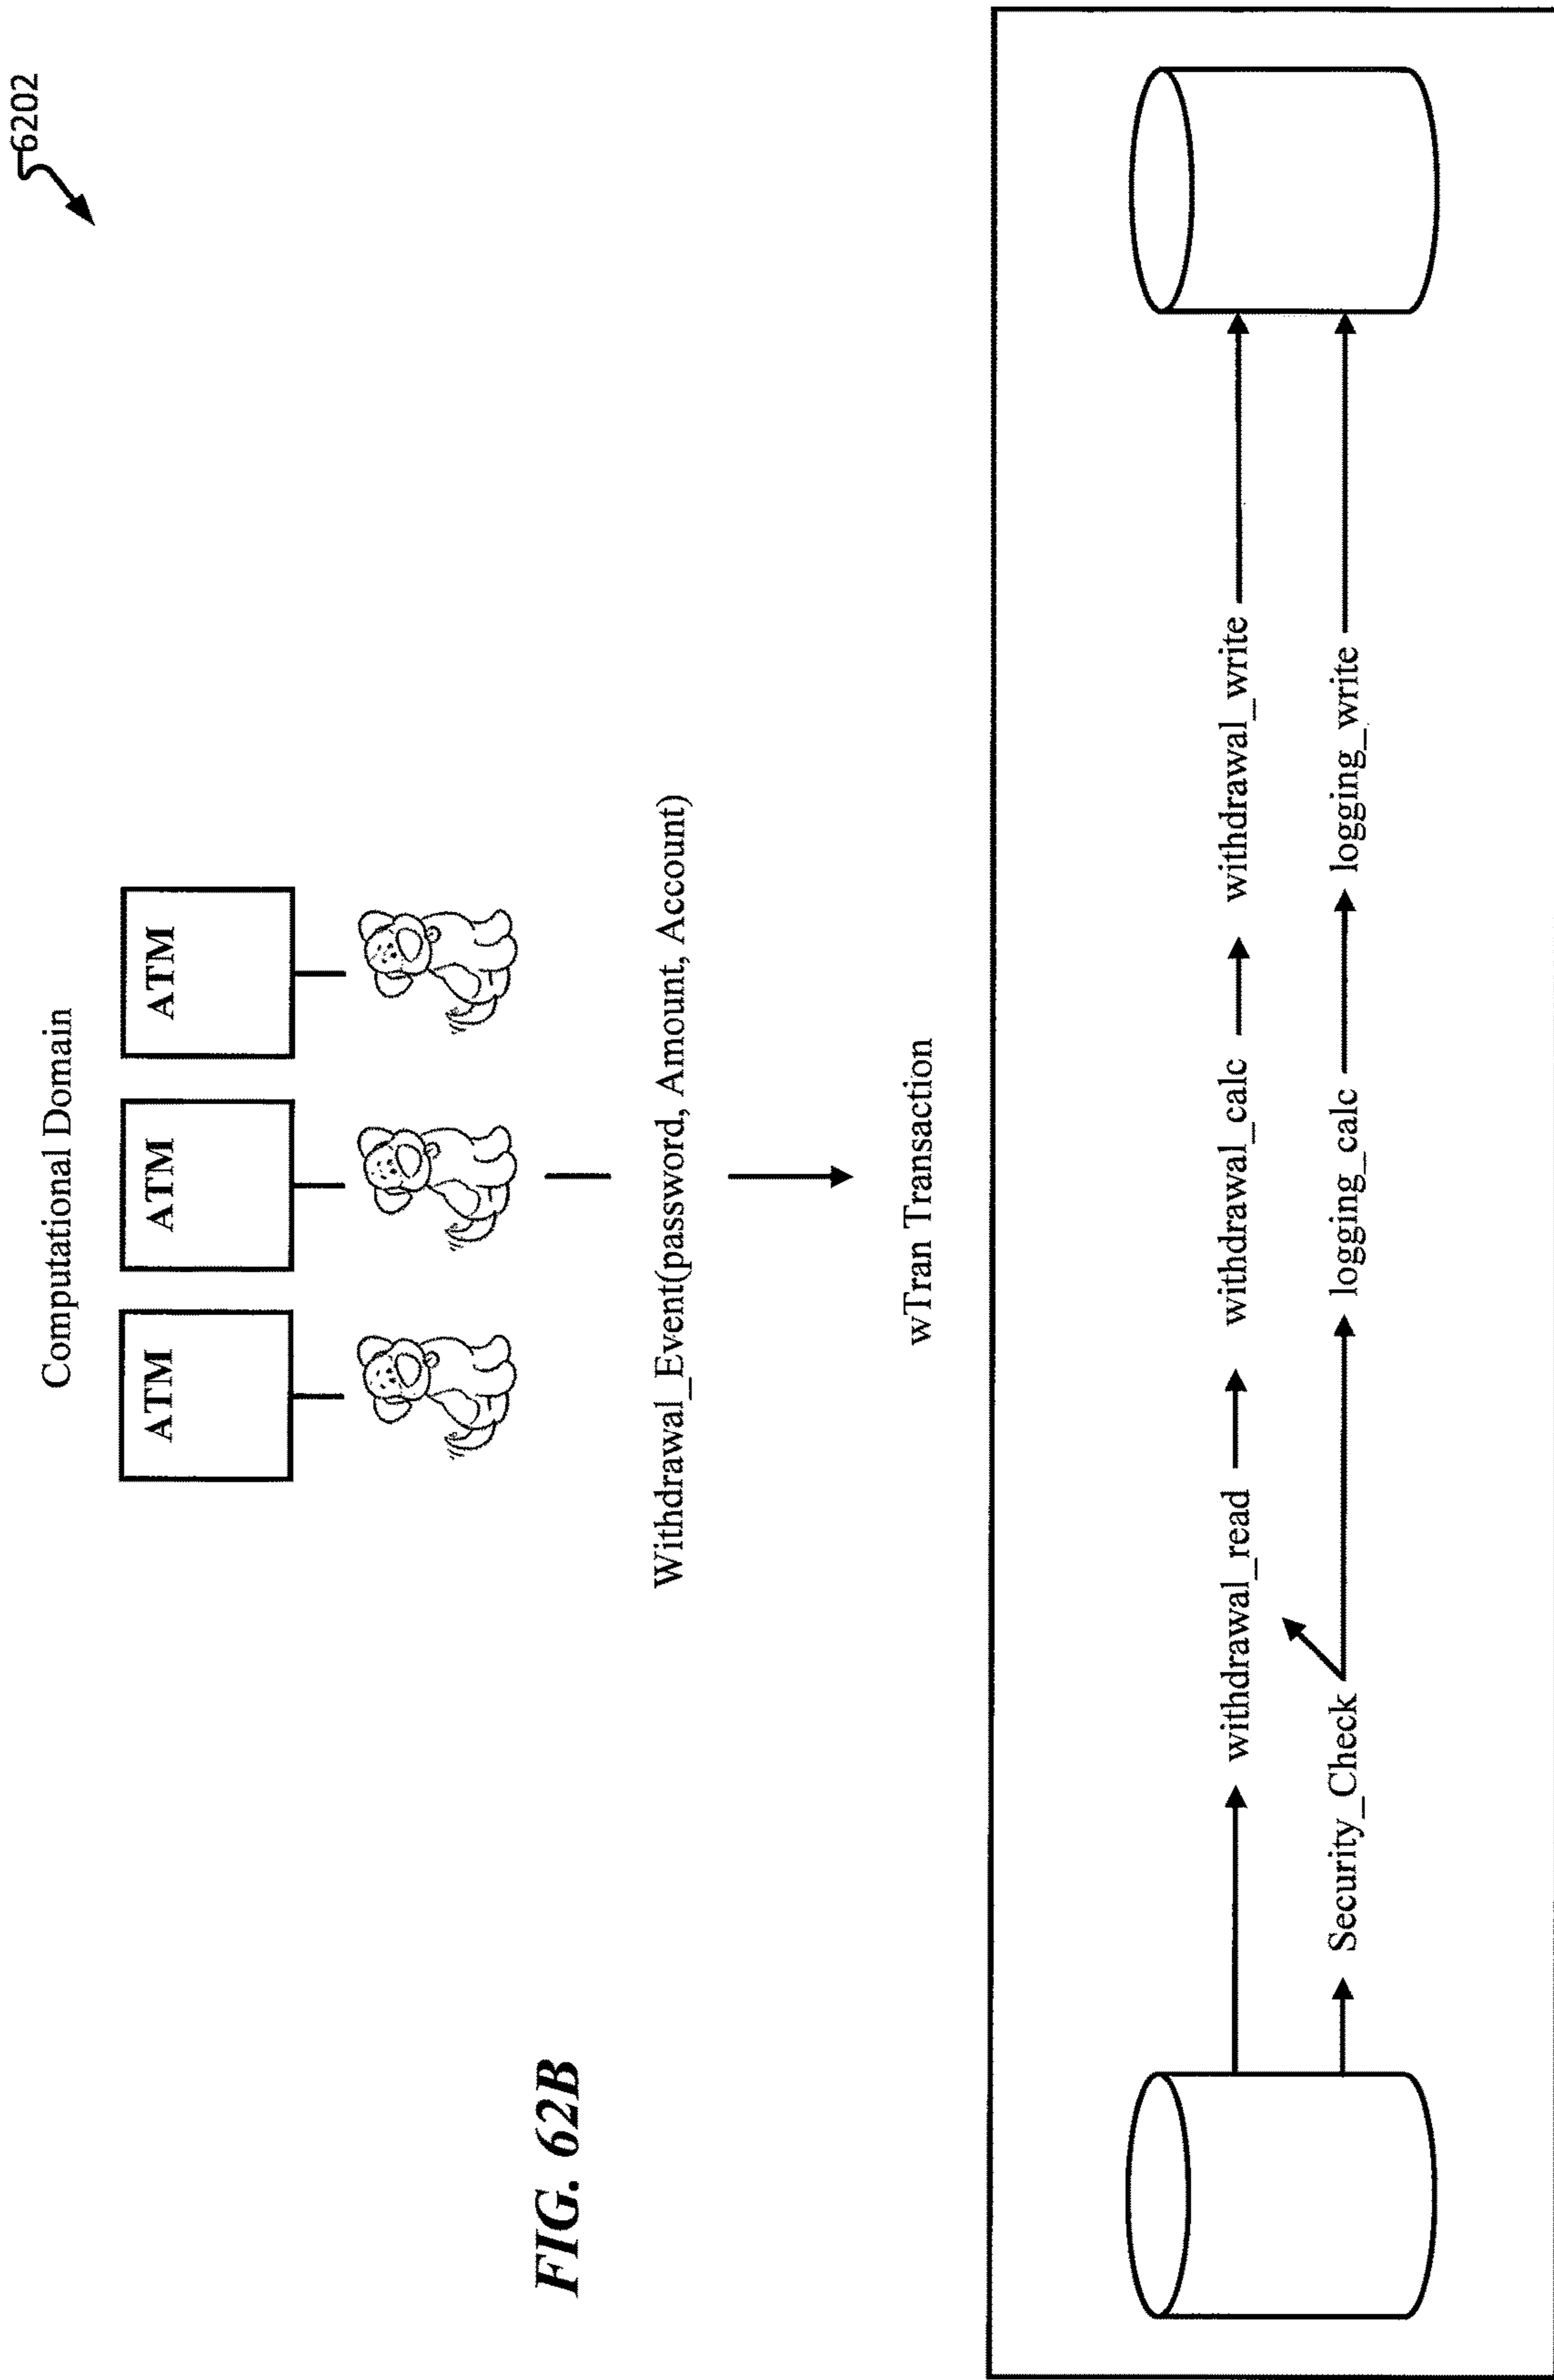 6202
Computational Domain
ATM ATM ATM
Withdrawal_Event(password, Amount, Account)
FIG. 62B
wTran Transaction
withdrawal_read withdrawal_calc withdrawal_write
Security_Check logging_calc logging_write